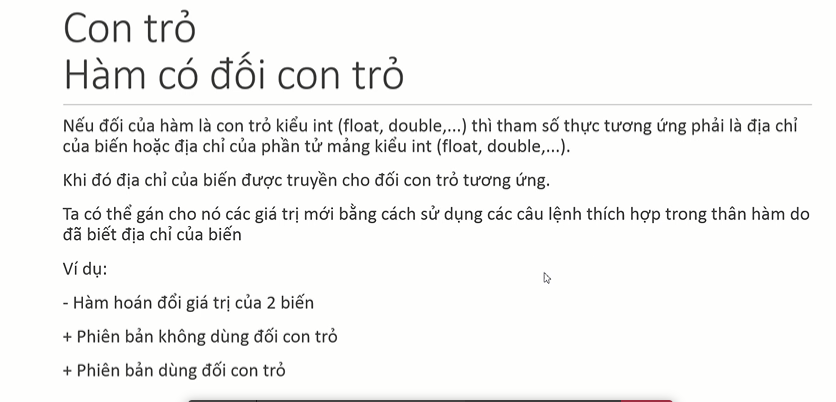 Con trỏ
Hàm có đối con trỏ
Nếu đối của hàm là con trỏ kiểu int (float, double,...) thì tham số thực tương ứng phải là địa chỉ
của biến hoặc địa chỉ của phần tử mảng kiểu int (float, double,...).
Khi đó địa chỉ của biến được truyền cho đối con trỏ tương ứng.
Ta có thể gán cho nó các giá trị mới bằng cách sử dụng các câu lệnh thích hợp trong thân hàm do
đã biết địa chỉ của biến
Ví dụ:
- Hàm hoán đổi giá trị của 2 biến
+ Phiên bản không dùng đối con trỏ
+ Phiên bản dùng đối con trỏ